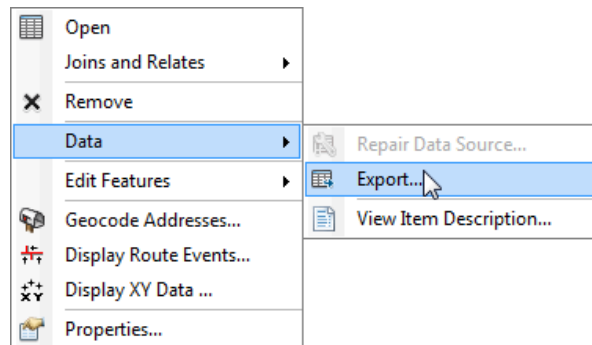 Open
Joins and Relates
Remove
Data
Edit Features
Geocode Addresses...
Display Route Events...
Display XY Data ...
Properties...
Repair Data Source...
Export...
View Item Description...